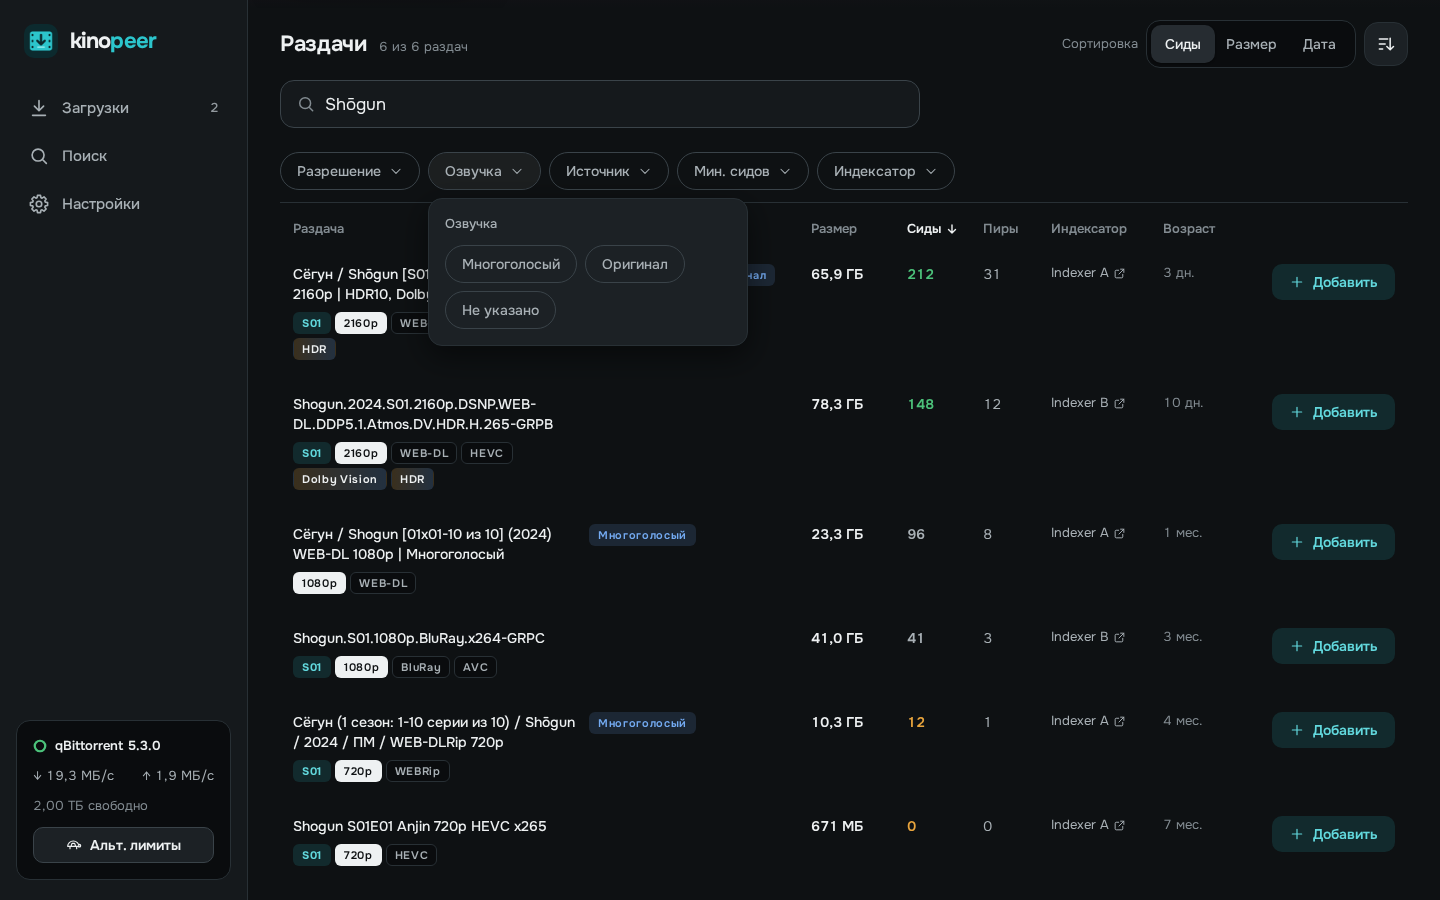 kinopeer
Загрузки 2
Поиск
Настройки
qBittorrent 5.3.0
↓ 19,3 МБ/с ↑ 1,9 МБ/с
2,00 ТБ свободно
Альт. лимиты
Раздачи 6 из 6 раздач
Сортировка Сиды Размер Дата
Shōgun
Разрешение Озвучка Источник Мин. сидов Индексатор
Озвучка
Многоголосый Оригинал
Не указано
Раздача Размер Сиды ↓ Пиры Индексатор Возраст
Сёгун / Shōgun [S01 65,9 ГБ 212 31 Indexer A 3 дн. + Добавить
2160p | HDR10, Dolby
S01 2160p WEB
HDR
Shogun.2024.S01.2160p.DSNP.WEB- 78,3 ГБ 148 12 Indexer B 10 дн. + Добавить
DL.DDP5.1.Atmos.DV.HDR.H.265-GRPB
S01 2160p WEB-DL HEVC
Dolby Vision HDR
Сёгун / Shogun [01x01-10 из 10] (2024) Многоголосый 23,3 ГБ 96 8 Indexer A 1 мес. + Добавить
WEB-DL 1080p | Многоголосый
1080p WEB-DL
Shogun.S01.1080p.BluRay.x264-GRPC 41,0 ГБ 41 3 Indexer B 3 мес. + Добавить
S01 1080p BluRay AVC
Сёгун (1 сезон: 1-10 серии из 10) / Shōgun Многоголосый 10,3 ГБ 12 1 Indexer A 4 мес. + Добавить
/ 2024 / ПМ / WEB-DLRip 720p
S01 720p WEBRip
Shogun S01E01 Anjin 720p HEVC x265 671 МБ 0 0 Indexer A 7 мес. + Добавить
S01 720p HEVC